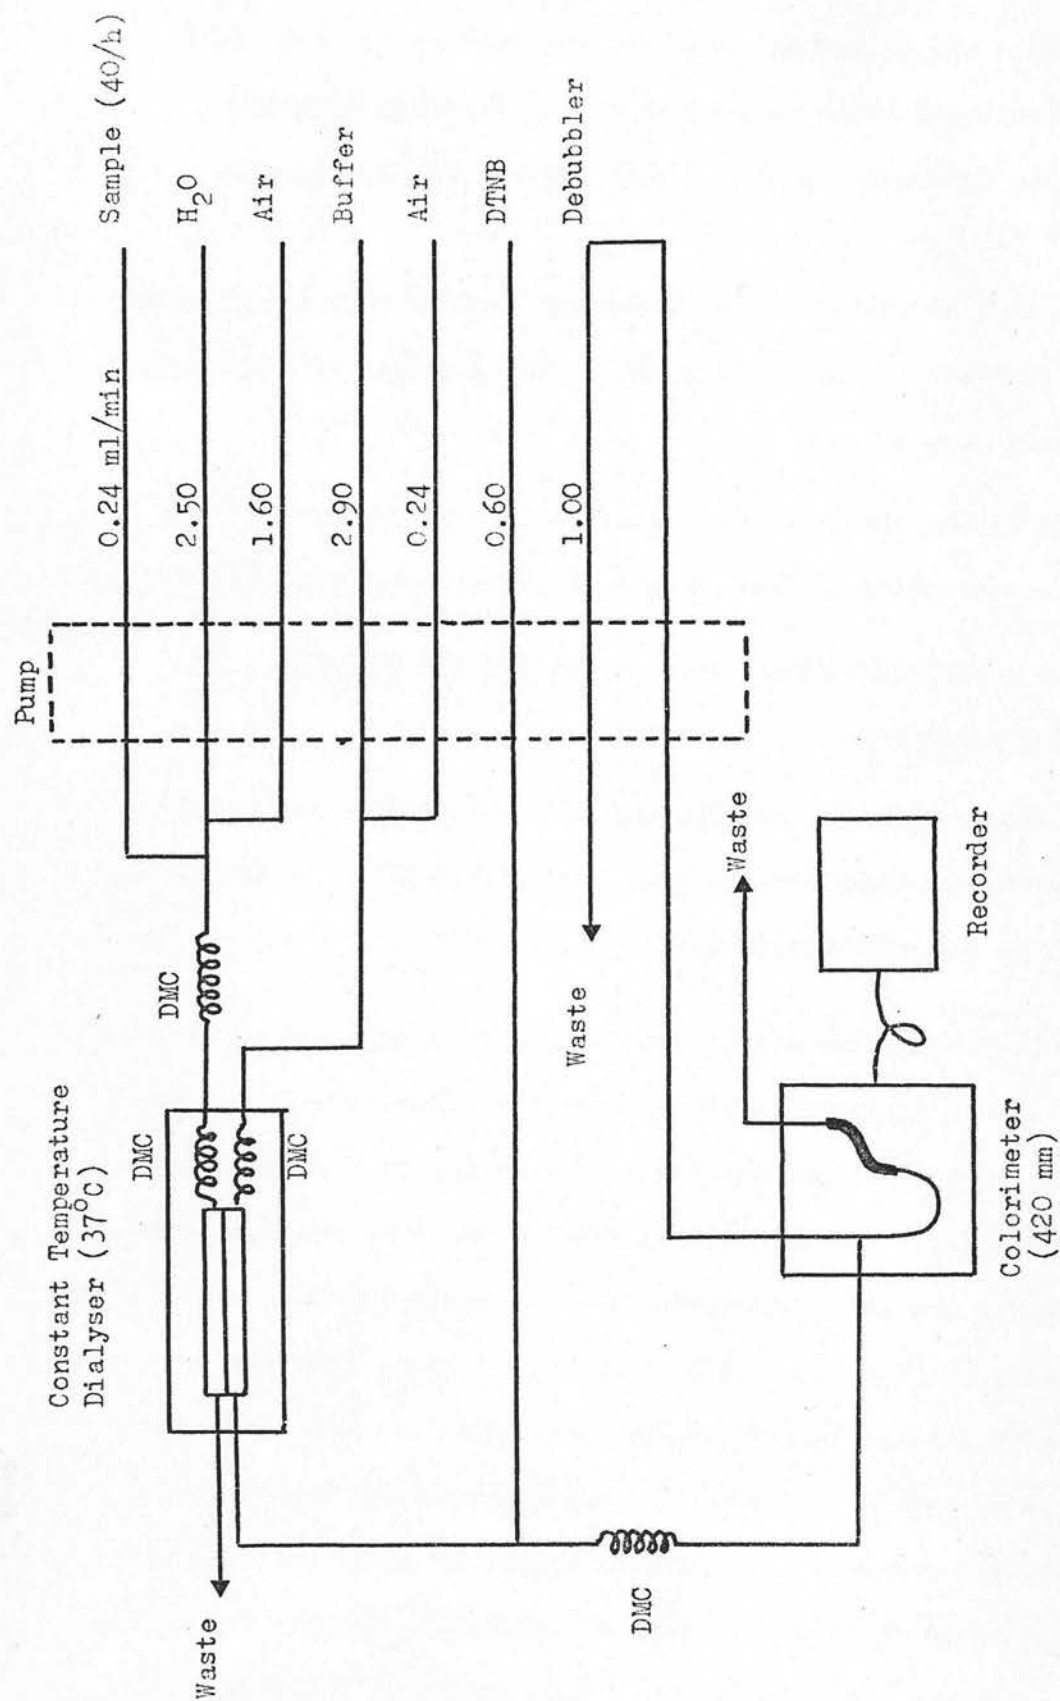 Pump
0.24 ml/min
Sample (40/h)
2.50
H2O
1.60
Air
2.90
Buffer
0.24
Air
0.60
DTNB
1.00
Debubbler
Constant Temperature
Dialyser (37°C)
DMC
DMC
DMC
Waste
Waste
Waste
DMC
Recorder
Colorimeter
(420 mm)